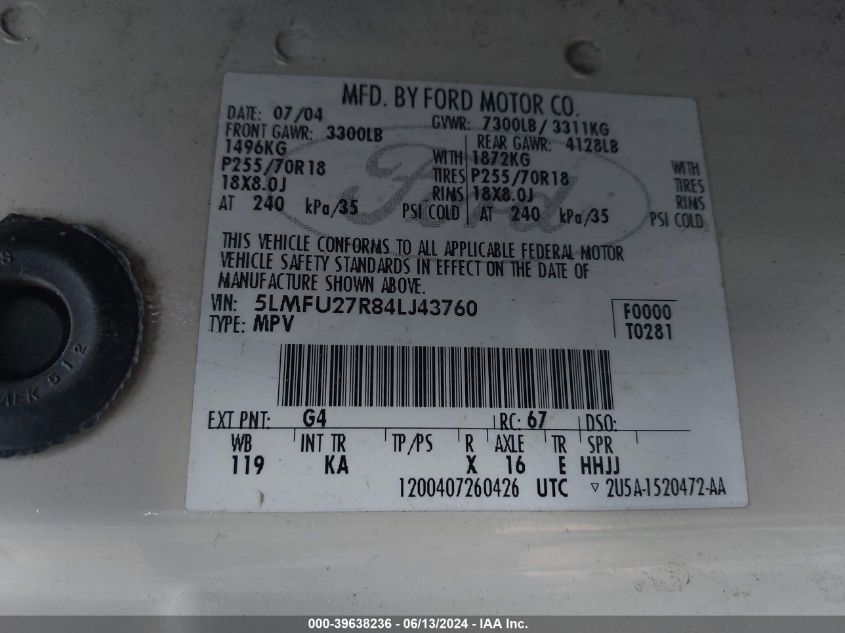 MFD. BY FORD MOTOR CO.
DATE: 07/04 GVWR: 7300LB/ 3311KG
FRONT GAWR: 3300LB REAR GAWR: 4128LB
1496KG WITH 1872KG WITH
P255/70R18 TIRES P255/70R18 TIRES
18X8.0J RIMS 18X8.0J RIMS
AT 240 kPa/35 PSI COLD AT 240 kPa/35 PSI COLD
Ford
THIS VEHICLE CONFORMS TO ALL APPLICABLE FEDERAL MOTOR
VEHICLE SAFETY STANDARDS IN EFFECT ON THE DATE OF
MANUFACTURE SHOWN ABOVE.
VIN: 5LMFU27R84LJ43760 F0000
TYPE: MPV T0281
EXT PNT: G4 RC: 67 DSO:
WB INT TR TP/PS R AXLE TR SPR
119 KA X 16 E HHJJ
1200407260426 UTC ▽ 2U5A-1520472-AA
512
000-39638236 - 06/13/2024 - IAA Inc.